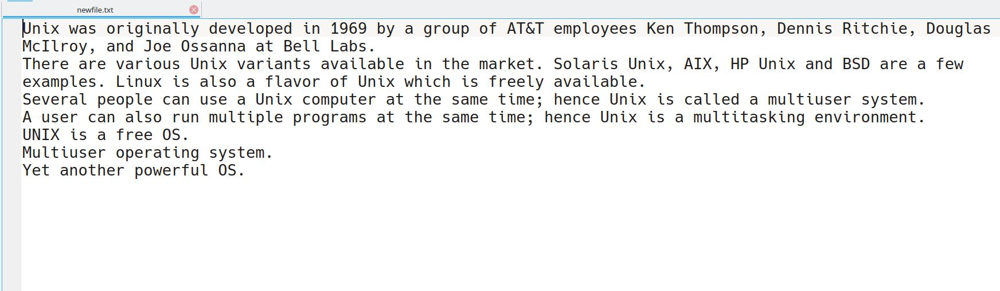 newfile.txt
Unix was originally developed in 1969 by a group of AT&T employees Ken Thompson, Dennis Ritchie, Douglas
McIlroy, and Joe Ossanna at Bell Labs.
There are various Unix variants available in the market. Solaris Unix, AIX, HP Unix and BSD are a few
examples. Linux is also a flavor of Unix which is freely available.
Several people can use a Unix computer at the same time; hence Unix is called a multiuser system.
A user can also run multiple programs at the same time; hence Unix is a multitasking environment.
UNIX is a free OS.
Multiuser operating system.
Yet another powerful OS.